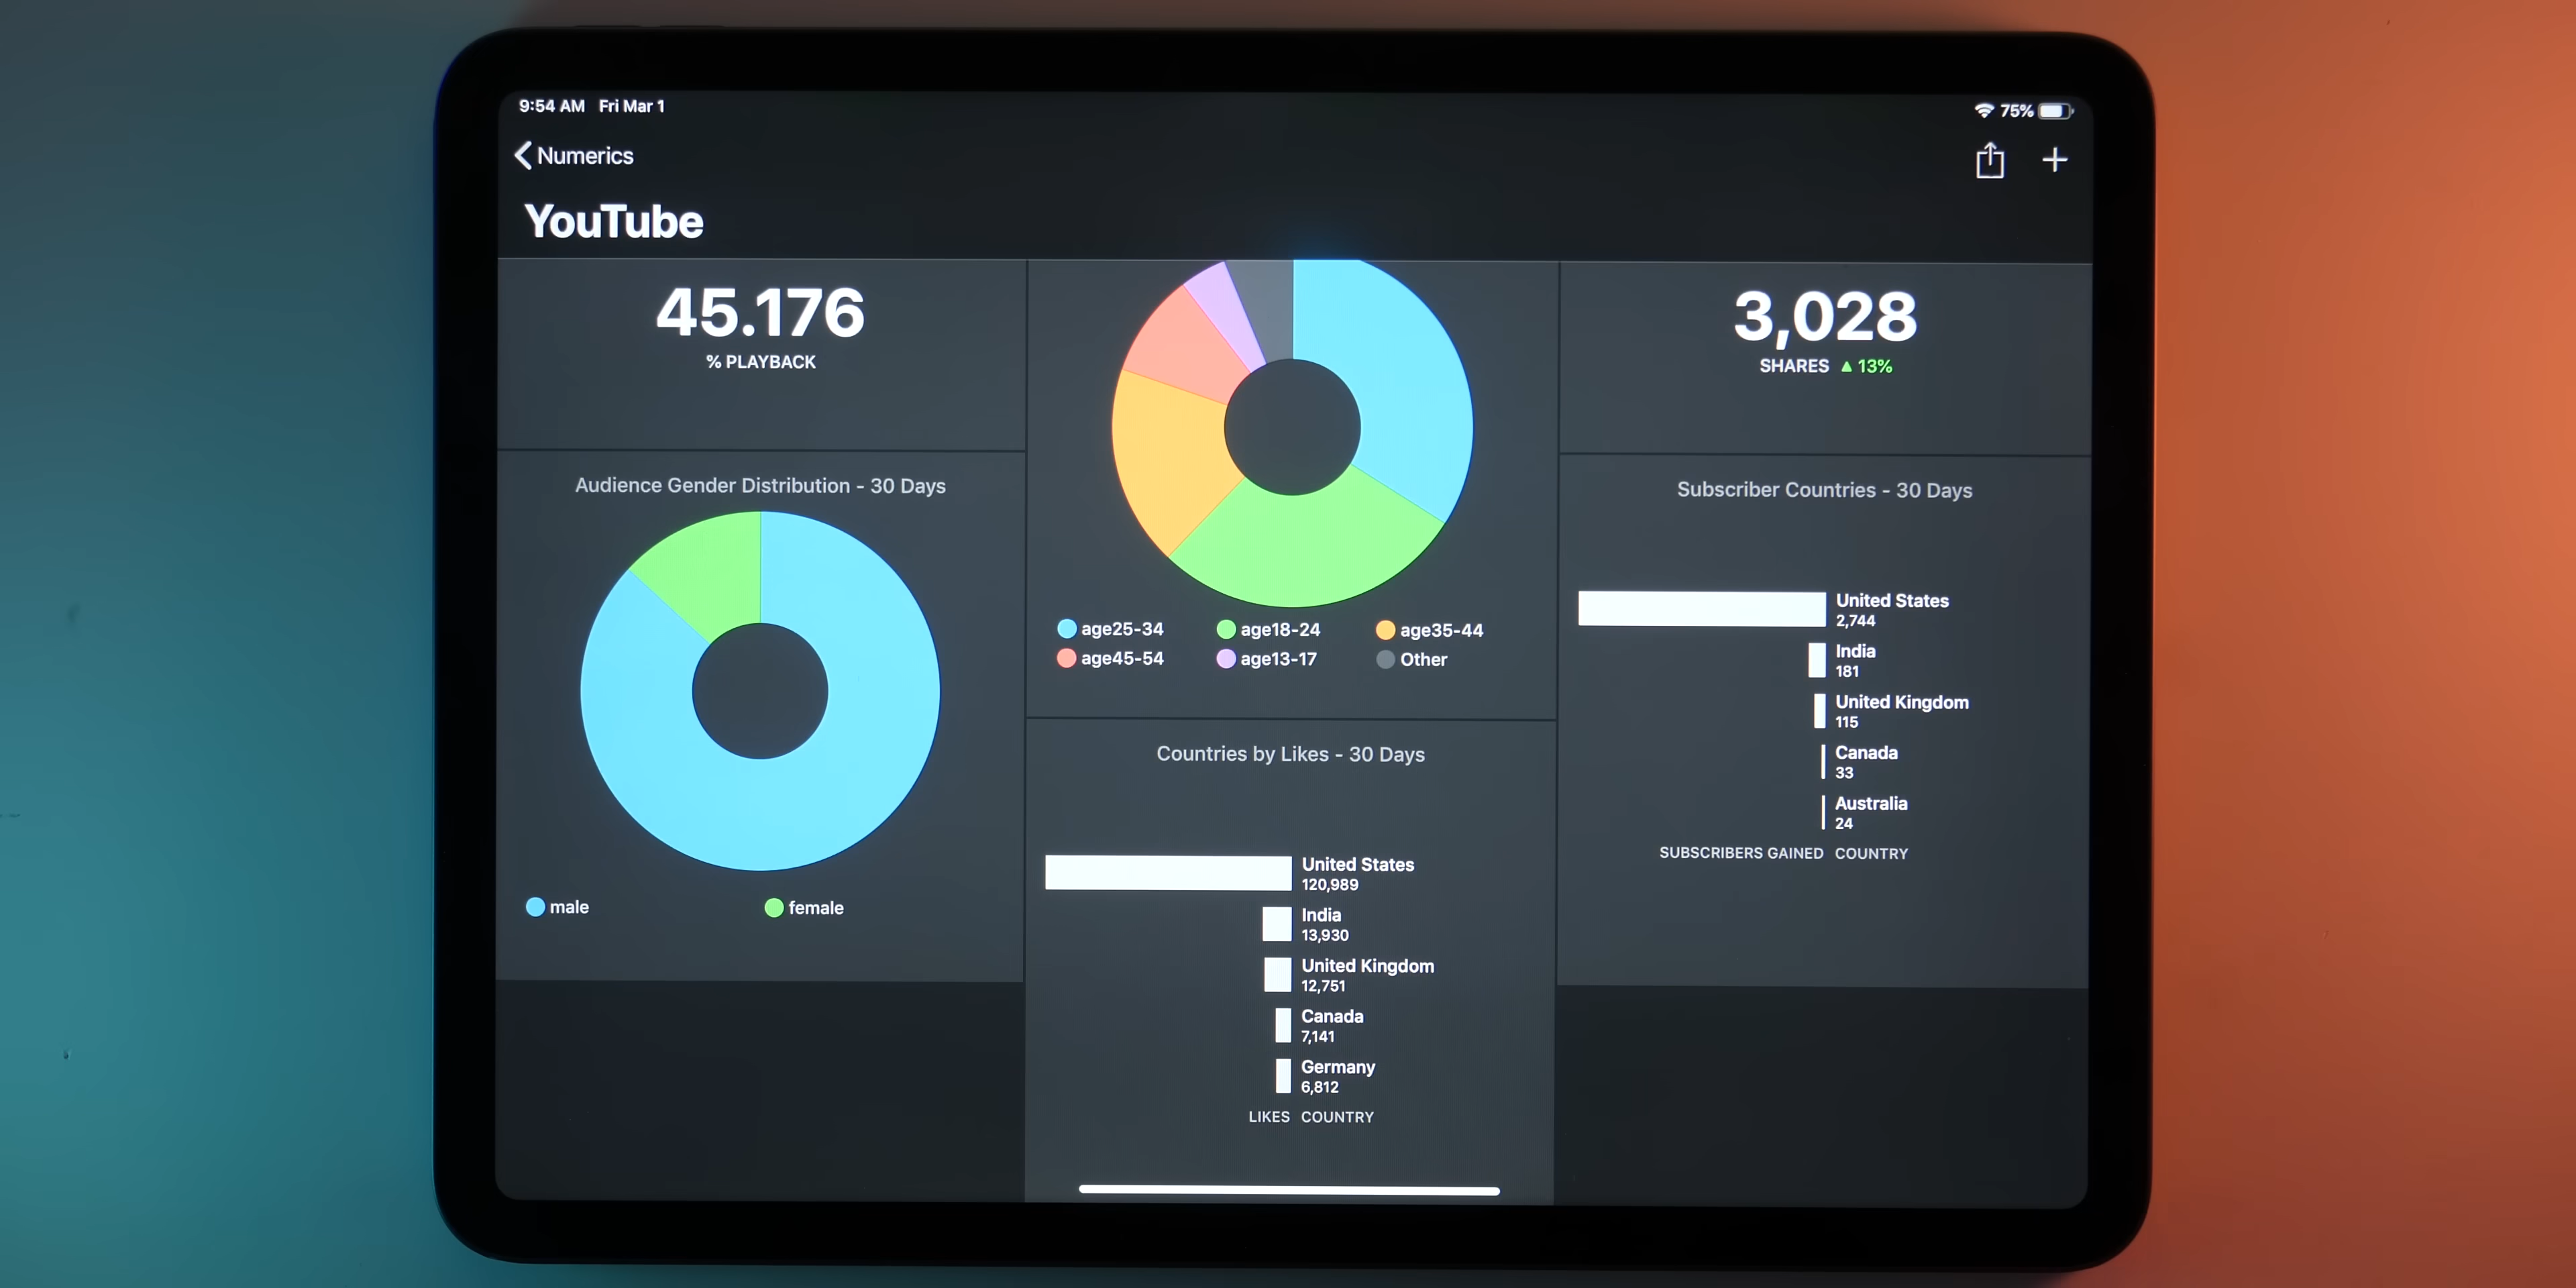 9:54 AM Fri Mar 1
75%
Numerics
YouTube
45.176
% PLAYBACK
Audience Gender Distribution - 30 Days
male
female
age25-34
age18-24
age35-44
age45-54
age13-17
Other
Countries by Likes - 30 Days
United States
120,989
India
13,930
United Kingdom
12,751
Canada
7,141
Germany
6,812
LIKES COUNTRY
3,028
SHARES ▲ 13%
Subscriber Countries - 30 Days
United States
2,744
India
181
United Kingdom
115
Canada
33
Australia
24
SUBSCRIBERS GAINED COUNTRY